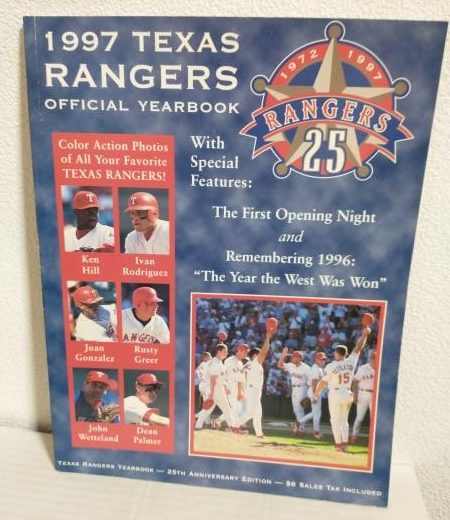 1997 TEXAS
RANGERS
OFFICIAL YEARBOOK
1972 1997
RANGERS
25
Color Action Photos
of All Your Favorite
TEXAS RANGERS!
With
Special
Features:
The First Opening Night
and
Remembering 1996:
"The Year the West Was Won"
Ken
Hill
Ivan
Rodriguez
Juan
Gonzalez
Rusty
Greer
John
Wetteland
Dean
Palmer
15
TEXAS RANGERS YEARBOOK — 25TH ANNIVERSARY EDITION — $6 SALES TAX INCLUDED